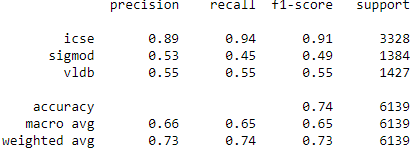 precision recall f1-score support
icse 0.89 0.94 0.91 3328
sigmod 0.53 0.45 0.49 1384
vldb 0.55 0.55 0.55 1427
accuracy 0.74 6139
macro avg 0.66 0.65 0.65 6139
weighted avg 0.73 0.74 0.73 6139